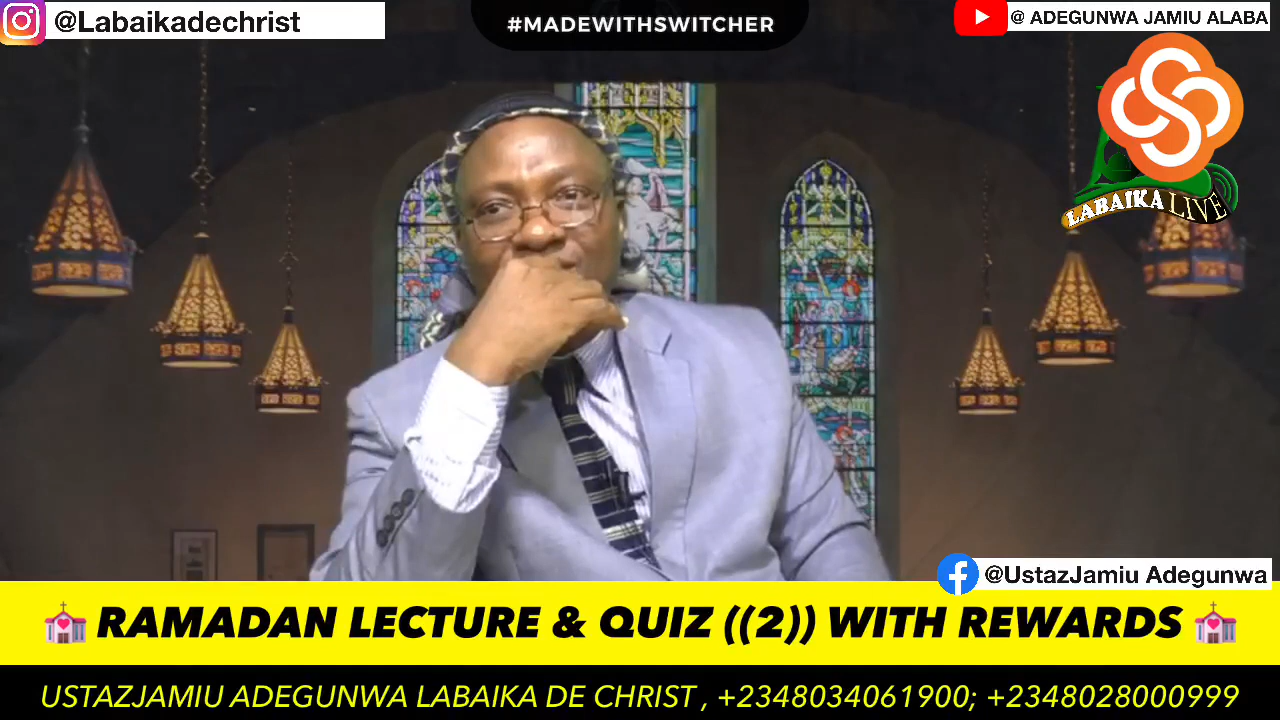 @Labaikadechrist
#MADEWITHSWITCHER
@ ADEGUNWA JAMIU ALABA
LABAIKA LIVE
@UstazJamiu Adegunwa
RAMADAN LECTURE & QUIZ ((2)) WITH REWARDS
USTAZJAMIU ADEGUNWA LABAIKA DE CHRIST , +2348034061900; +2348028000999